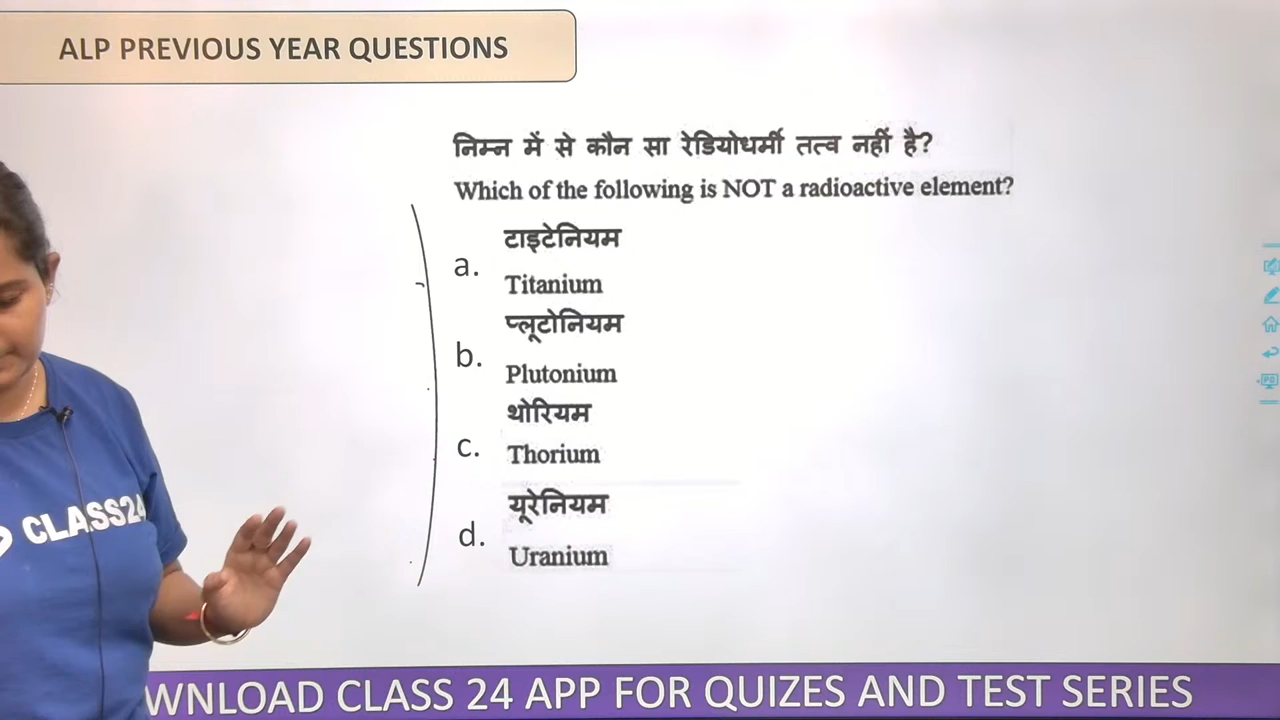 ALP PREVIOUS YEAR QUESTIONS
निम्न में से कौन सा रेडियोधर्मी तत्व नहीं है?
Which of the following is NOT a radioactive element?
टाइटेनियम
a.
Titanium
प्लूटोनियम
b.
Plutonium
थोरियम
c.
Thorium
यूरेनियम
d.
Uranium
CLASS24
WNLOAD CLASS 24 APP FOR QUIZES AND TEST SERIES